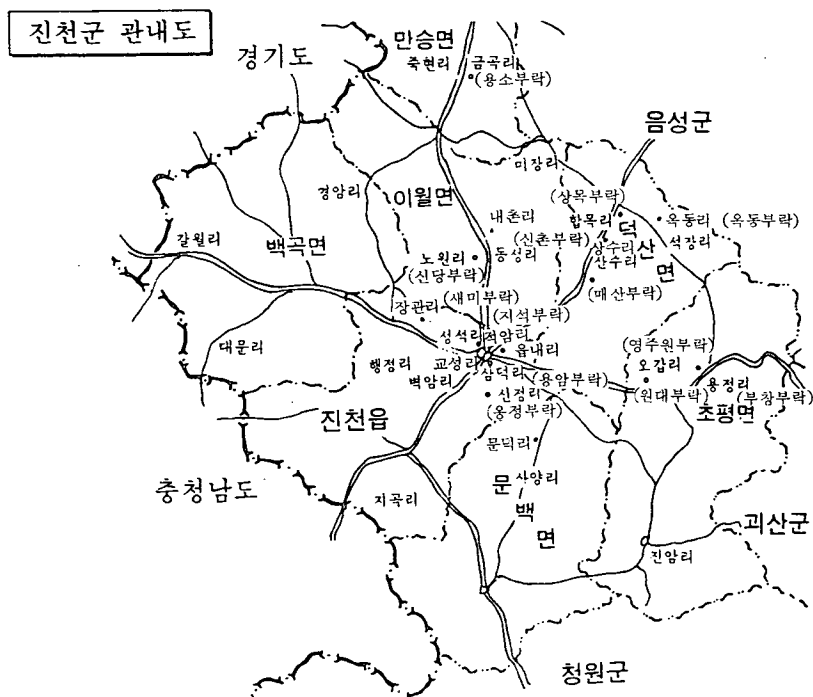 진천군 관내도
만승면
죽현리 금곡리
(용소부락)
경기도
음성군
미장리
경암리
이월면
(상목부락)
합목리
옥동리 (옥동부락)
내촌리
덕산면
석장리
갈월리
백곡면
(신촌부락)
상수리
산수리
노원리
동성리
(신당부락)
(매산부락)
장관리
(새미부락)
(지석부락)
성석리
적암리
읍내리
(영주원부락)
대문리
행정리
교성리
벽암리
삼덕리
(용암부락)
오갑리
용정리
신정리
(원대부락)
(부창부락)
(웅정부락)
초평면
진천읍
문덕리
충청남도
지곡리
사양리
문백면
괴산군
진암리
청원군